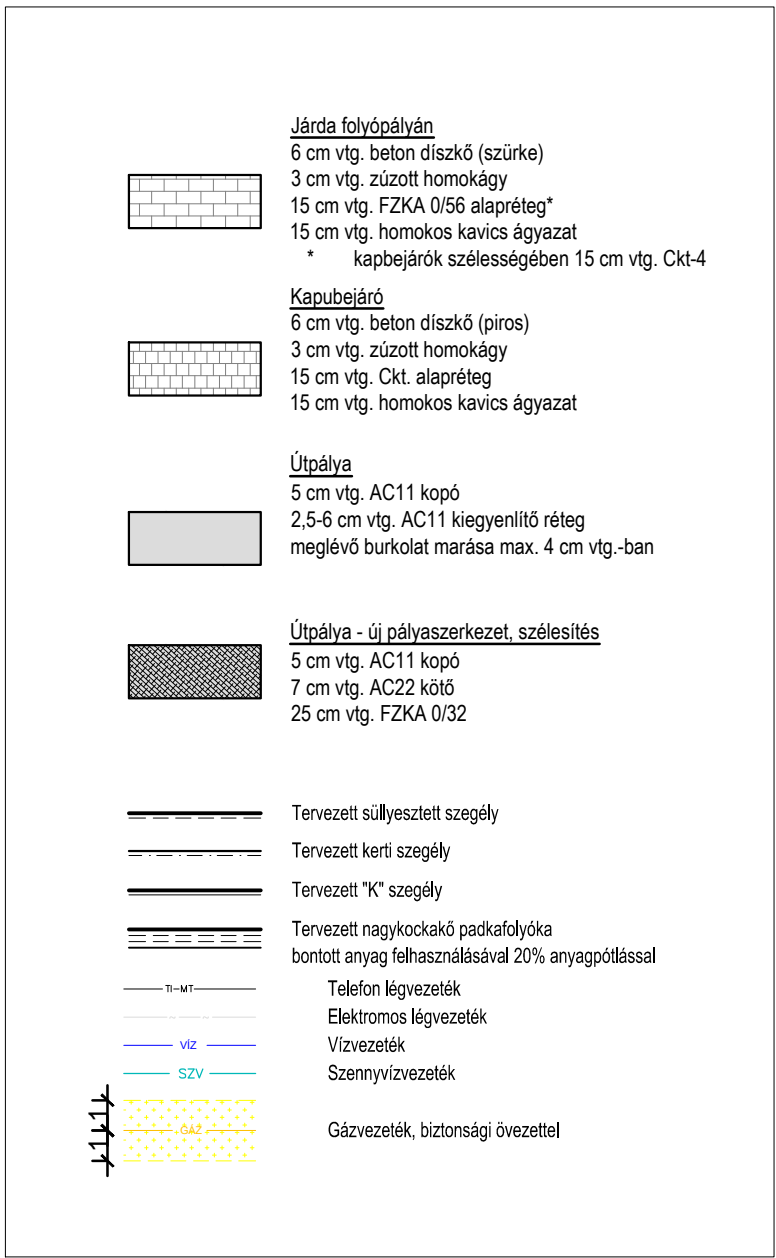 Járda folyópályán
6 cm vtg. beton díszkő (szürke)
3 cm vtg. zúzott homokágy
15 cm vtg. FZKA 0/56 alapréteg*
15 cm vtg. homokos kavics ágyazat
* kapbejárók szélességében 15 cm vtg. Ckt-4
Kapubejáró
6 cm vtg. beton díszkő (piros)
3 cm vtg. zúzott homokágy
15 cm vtg. Ckt. alapréteg
15 cm vtg. homokos kavics ágyazat
Útpálya
5 cm vtg. AC11 kopó
2,5-6 cm vtg. AC11 kiegyenlítő réteg
meglévő burkolat marása max. 4 cm vtg.-ban
Útpálya - új pályaszerkezet, szélesítés
5 cm vtg. AC11 kopó
7 cm vtg. AC22 kötő
25 cm vtg. FZKA 0/32
Tervezett süllyesztett szegély
Tervezett kerti szegély
Tervezett "K" szegély
Tervezett nagykockakő padkafolyóka
bontott anyag felhasználásával 20% anyagpótlással
TI-MT Telefon légvezeték
Elektromos légvezeték
VÍZ Vízvezeték
SZV Szennyvízvezeték
1 1 GÁZ Gázvezeték, biztonsági övezettel